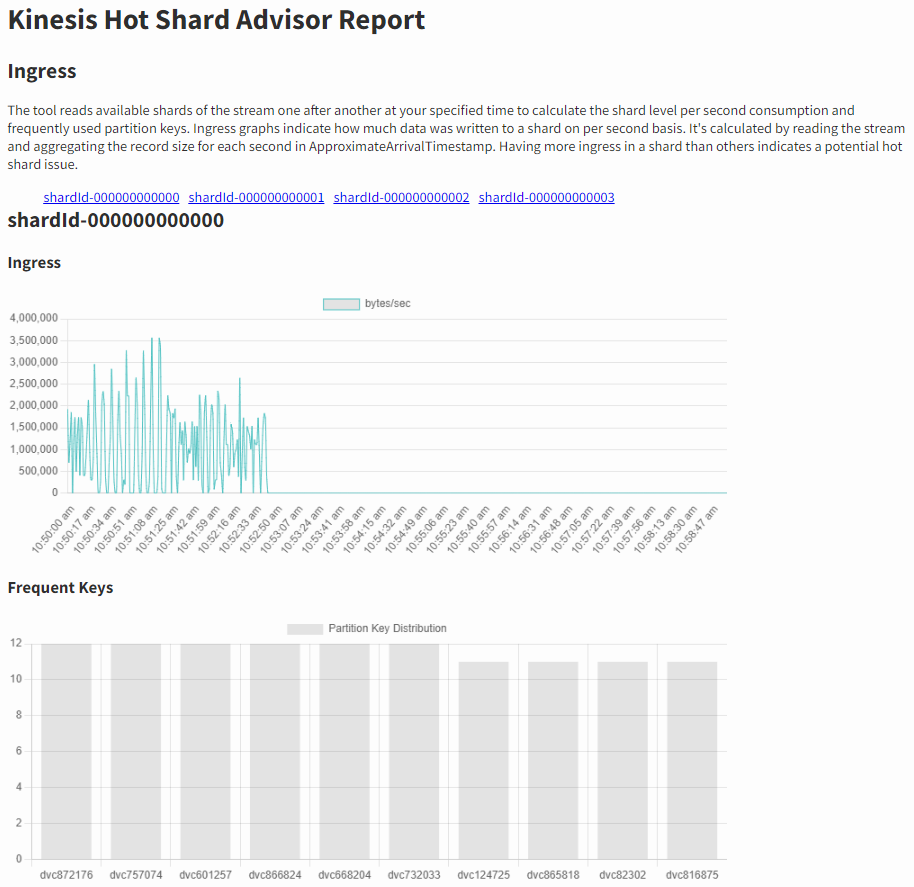 Kinesis Hot Shard Advisor Report
Ingress
The tool reads available shards of the stream one after another at your specified time to calculate the shard level per second consumption and
frequently used partition keys. Ingress graphs indicate how much data was written to a shard on per second basis. It's calculated by reading the stream
and aggregating the record size for each second in ApproximateArrivalTimestamp. Having more ingress in a shard than others indicates a potential hot
shard issue.
shardId-000000000000 shardId-000000000001 shardId-000000000002 shardId-000000000003
shardId-000000000000
Ingress
bytes/sec
4,000,000
3,500,000
3,000,000
2,500,000
2,000,000
1,500,000
1,000,000
500,000
0
10:50:00 am
10:50:17 am
10:50:34 am
10:50:51 am
10:51:08 am
10:51:25 am
10:51:42 am
10:51:59 am
10:52:16 am
10:52:33 am
10:52:50 am
10:53:07 am
10:53:24 am
10:53:41 am
10:53:58 am
10:54:15 am
10:54:32 am
10:54:49 am
10:55:06 am
10:55:23 am
10:55:40 am
10:55:57 am
10:56:14 am
10:56:31 am
10:56:48 am
10:57:05 am
10:57:22 am
10:57:39 am
10:57:56 am
10:58:13 am
10:58:30 am
10:58:47 am
Frequent Keys
Partition Key Distribution
12
10
8
6
4
2
0
dvc872176 dvc757074 dvc601257 dvc866824 dvc668204 dvc732033 dvc124725 dvc865818 dvc82302 dvc816875